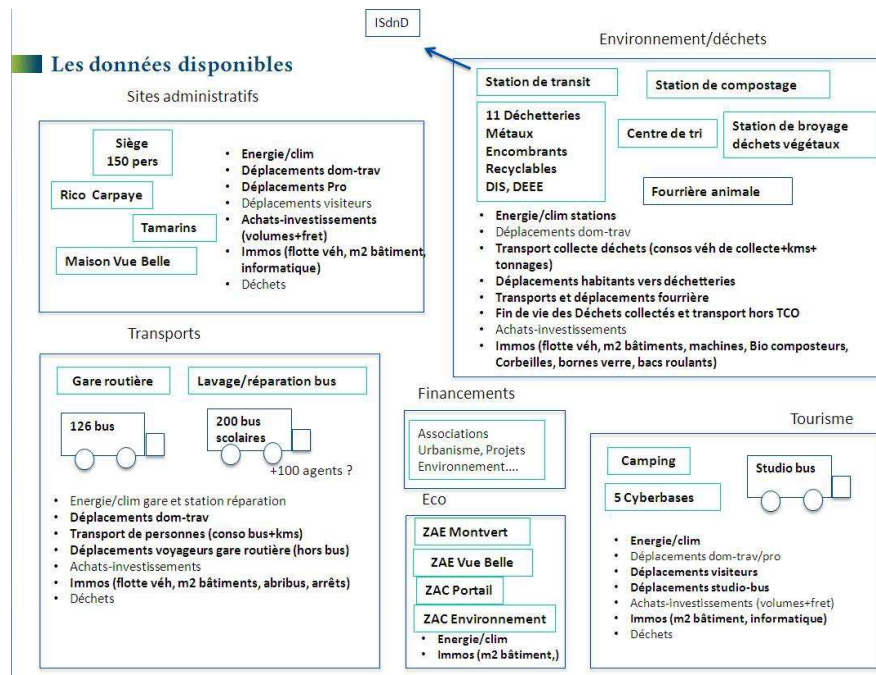 ISdnD
Les données disponibles
Sites administratifs
Siège
150 pers
Rico Carpaye
Tamarins
Maison Vue Belle
• Energie/clim
• Déplacements dom-trav
• Déplacements Pro
• Déplacements visiteurs
• Achats-investissements
(volumes+fret)
• Immos (flotte véh, m2 bâtiment,
informatique)
• Déchets
Environnement/déchets
Station de transit
Station de compostage
11 Déchetteries
Métaux
Encombrants
Recyclables
DIS, DEEE
Centre de tri
Station de broyage
déchets végétaux
Fourrière animale
• Energie/clim stations
• Déplacements dom-trav
• Transport collecte déchets (consos véh de collecte+kms+
tonnages)
• Déplacements habitants vers déchetteries
• Transports et déplacements fourrière
• Fin de vie des Déchets collectés et transport hors TCO
• Achats-investissements
• Immos (flotte véh, m2 bâtiments, machines, Bio composteurs,
Corbeilles, bornes verre, bacs roulants)
Transports
Gare routière
Lavage/réparation bus
126 bus
200 bus
scolaires
+100 agents ?
• Energie/clim gare et station réparation
• Déplacements dom-trav
• Transport de personnes (conso bus+kms)
• Déplacements voyageurs gare routière (hors bus)
• Achats-investissements
• Immos (flotte véh, m2 bâtiments, abribus, arrêts)
• Déchets
Financements
Associations
Urbanisme, Projets
Environnement....
Eco
ZAE Montvert
ZAE Vue Belle
ZAC Portail
ZAC Environnement
• Energie/clim
• Immos (m2 bâtiment,)
Tourisme
Camping
5 Cyberbases
Studio bus
• Energie/clim
• Déplacements dom-trav/pro
• Déplacements visiteurs
• Déplacements studio-bus
• Achats-investissements (volumes+fret)
• Immos (m2 bâtiment, informatique)
• Déchets